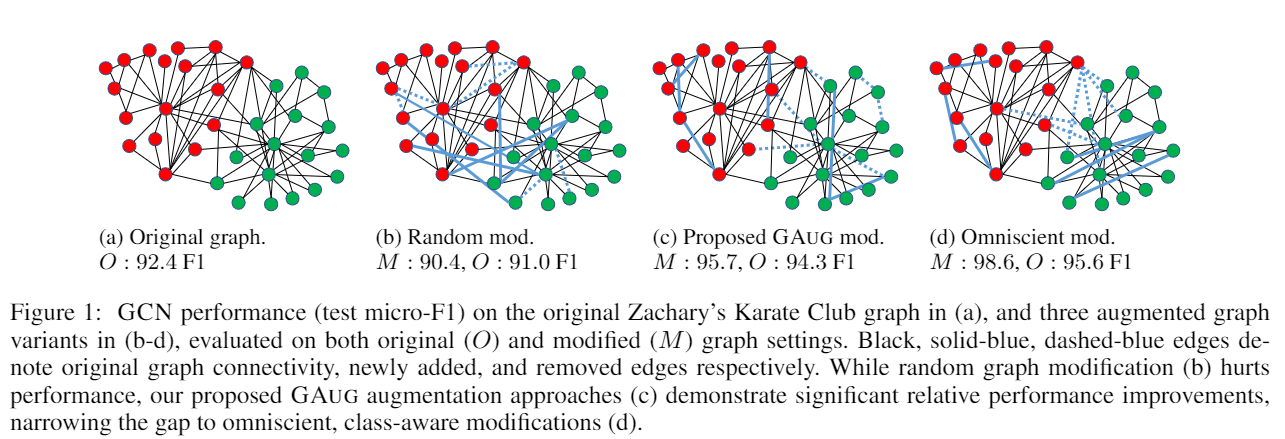 (a) Original graph.
O : 92.4 F1
(b) Random mod.
M : 90.4, O : 91.0 F1
(c) Proposed GAUG mod.
M : 95.7, O : 94.3 F1
(d) Omniscient mod.
M : 98.6, O : 95.6 F1
Figure 1: GCN performance (test micro-F1) on the original Zachary's Karate Club graph in (a), and three augmented graph
variants in (b-d), evaluated on both original (O) and modified (M) graph settings. Black, solid-blue, dashed-blue edges de-
note original graph connectivity, newly added, and removed edges respectively. While random graph modification (b) hurts
performance, our proposed GAUG augmentation approaches (c) demonstrate significant relative performance improvements,
narrowing the gap to omniscient, class-aware modifications (d).